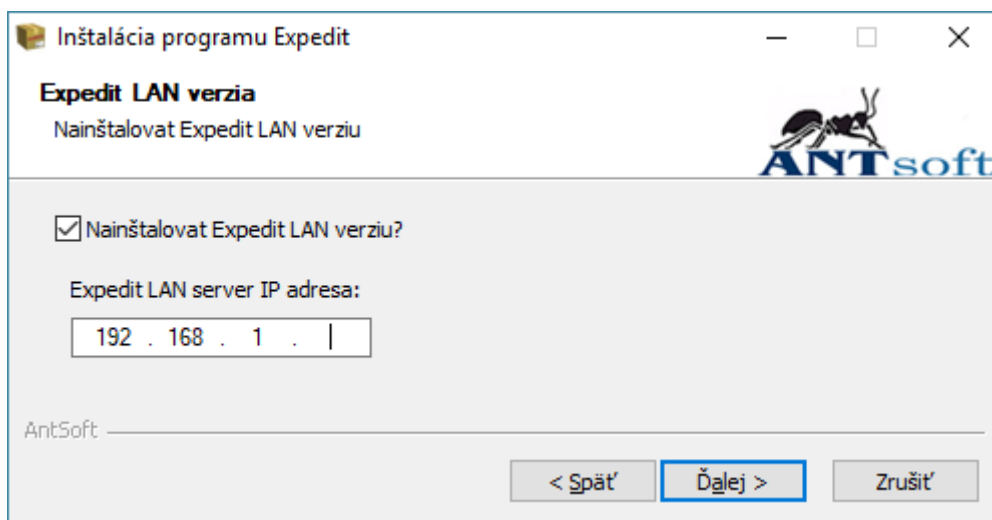 Inštalácia programu Expedit
Expedit LAN verzia
Nainštalovat Expedit LAN verziu
ANTsoft
Nainštalovat Expedit LAN verziu?
Expedit LAN server IP adresa:
192 . 168 . 1 .
AntSoft
< Späť
Ďalej >
Zrušiť